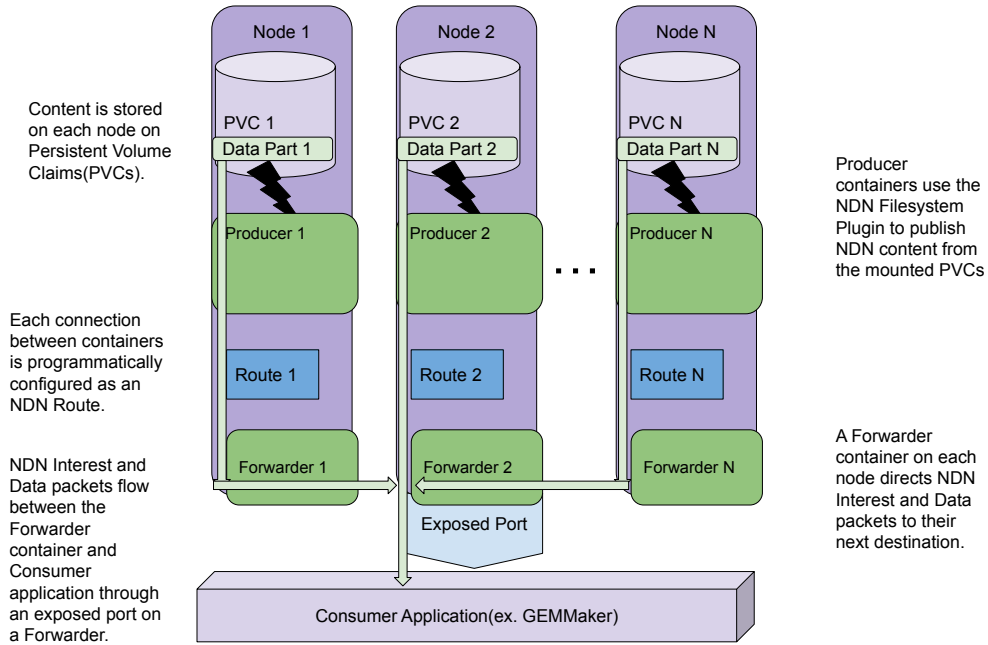 Node 1
Node 2
Node N
Content is stored
on each node on
Persistent Volume
Claims(PVCs).
PVC 1
PVC 2
PVC N
Data Part 1
Data Part 2
Data Part N
Producer
containers use the
NDN Filesystem
Plugin to publish
NDN content from
the mounted PVCs
Producer 1
Producer 2
Producer N
. . .
Each connection
between containers
is programmatically
configured as an
NDN Route.
Route 1
Route 2
Route N
A Forwarder
container on each
node directs NDN
Interest and Data
packets to their
next destination.
Forwarder 1
Forwarder 2
Forwarder N
NDN Interest and
Data packets flow
between the
Forwarder
container and
Consumer
application through
an exposed port on
a Forwarder.
Exposed Port
Consumer Application(ex. GEMMaker)